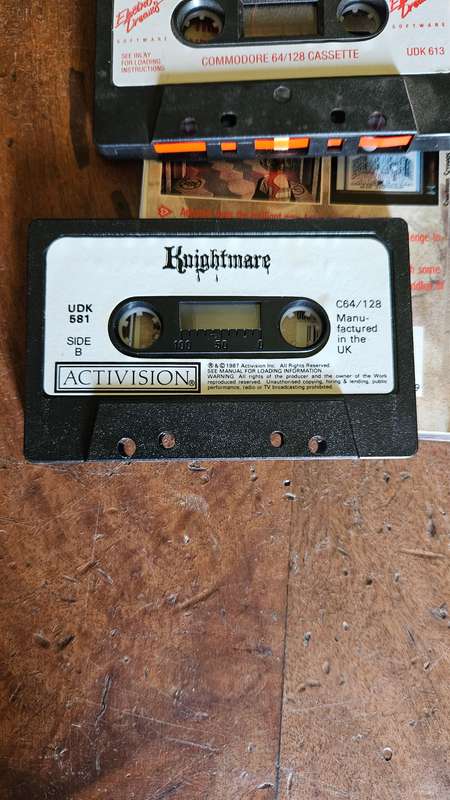 Electric
Dreams
SOFTWARE
SEE INLAY
FOR LOADING
INSTRUCTIONS
COMMODORE 64/128 CASSETTE
SOFTWARE
UDK 613
Knightmare
UDK
581
SIDE
B
100 50 0
C64/128
Manu-
factured
in the
UK
ACTIVISION®
®&©1987 Activision Inc. All Rights Reserved.
SEE MANUAL FOR LOADING INFORMATION.
WARNING. All rights of the producer and the owner of the Work
reproduced reserved. Unauthorised copying, hiring & lending, public
performance, radio or TV broadcasting prohibited.